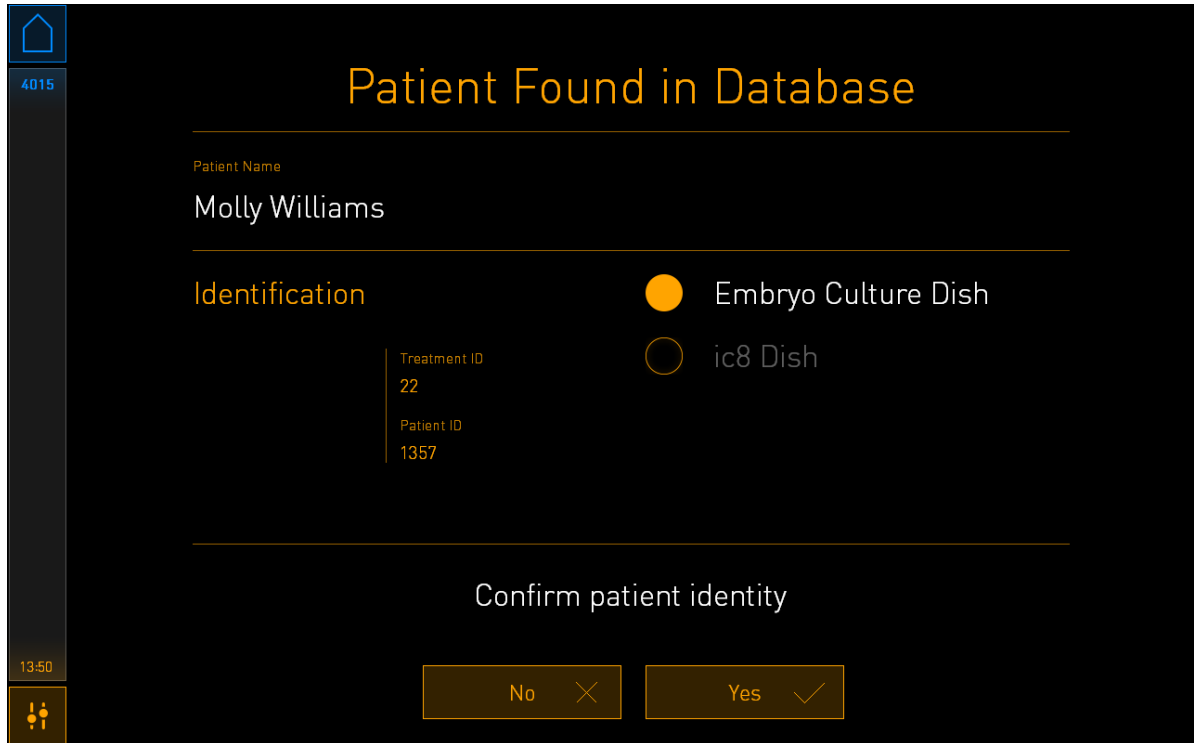 4015
Patient Found in Database
Patient Name
Molly Williams
Identification
Embryo Culture Dish
ic8 Dish
Treatment ID
22
Patient ID
1357
Confirm patient identity
13:50
No
Yes